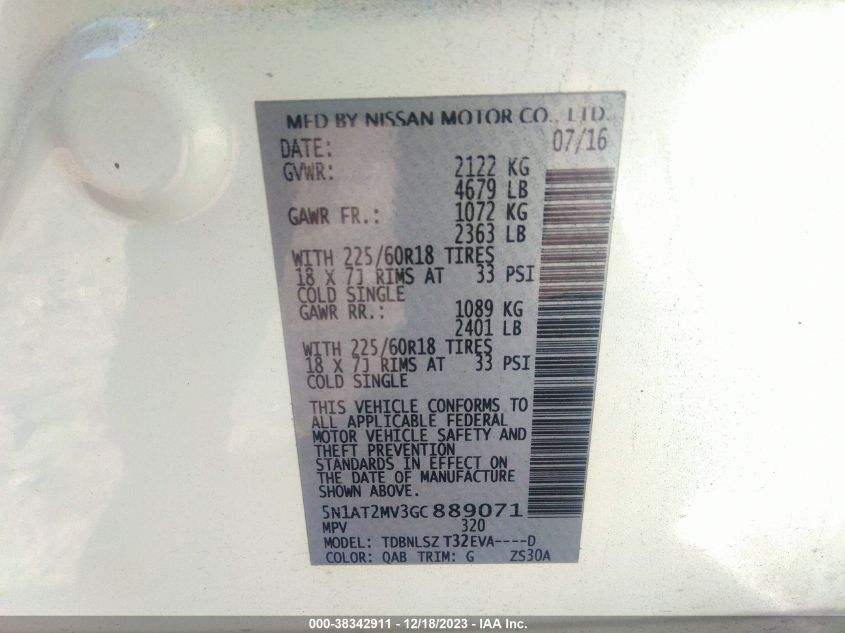 MFD BY NISSAN MOTOR CO., LTD.
DATE: 07/16
GVWR: 2122 KG
4679 LB
GAWR FR.: 1072 KG
2363 LB
WITH 225/60R18 TIRES
18 X 7J RIMS AT 33 PSI
COLD SINGLE
GAWR RR.: 1089 KG
2401 LB
WITH 225/60R18 TIRES
18 X 7J RIMS AT 33 PSI
COLD SINGLE
THIS VEHICLE CONFORMS TO
ALL APPLICABLE FEDERAL
MOTOR VEHICLE SAFETY AND
THEFT PREVENTION
STANDARDS IN EFFECT ON
THE DATE OF MANUFACTURE
SHOWN ABOVE.
5N1AT2MV3GC889071
MPV 320
MODEL: TDBNLSZ T32EVA----D
COLOR: QAB TRIM: G ZS30A
000-38342911 - 12/18/2023 - IAA Inc.